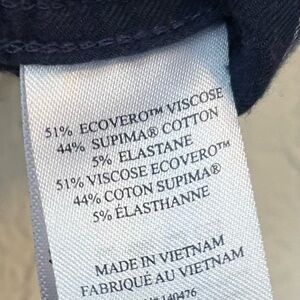 51% ECOVERO™ VISCOSE
44% SUPIMA® COTTON
5% ELASTANE
51% VISCOSE ECOVERO™
44% COTON SUPIMA®
5% ÉLASTHANNE
MADE IN VIETNAM
FABRIQUÉ AU VIETNAM
140476